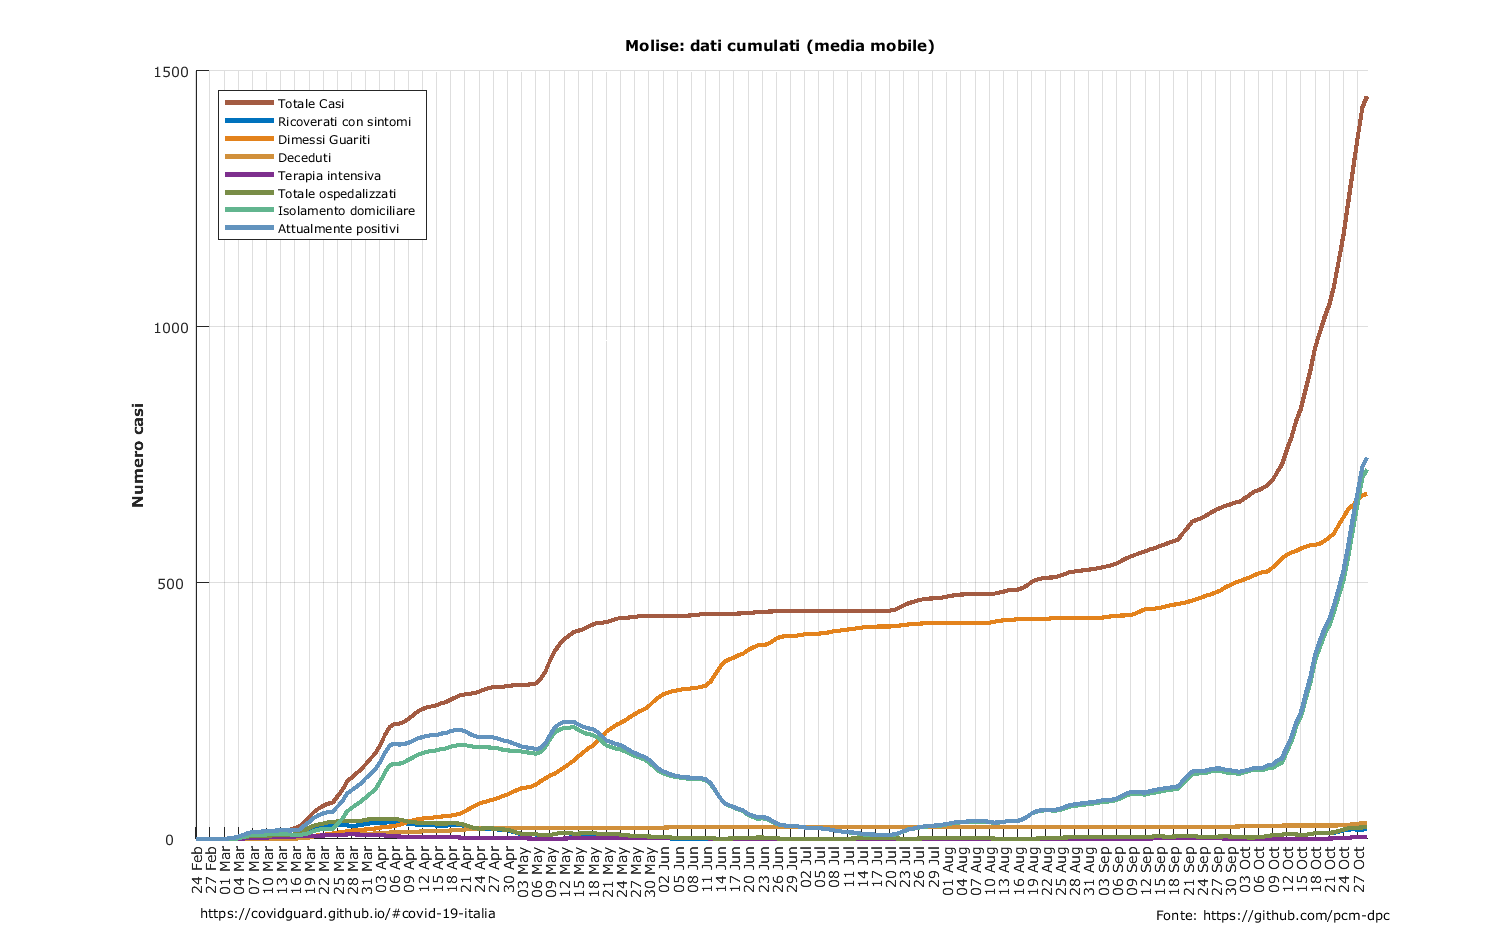 Molise: dati cumulati (media mobile)
1500
1000
500
0
Numero casi
Totale Casi
Ricoverati con sintomi
Dimessi Guariti
Deceduti
Terapia intensiva
Totale ospedalizzati
Isolamento domiciliare
Attualmente positivi
24 Feb
27 Feb
01 Mar
04 Mar
07 Mar
10 Mar
13 Mar
16 Mar
19 Mar
22 Mar
25 Mar
28 Mar
31 Mar
03 Apr
06 Apr
09 Apr
12 Apr
15 Apr
18 Apr
21 Apr
24 Apr
27 Apr
30 Apr
03 May
06 May
09 May
12 May
15 May
18 May
21 May
24 May
27 May
30 May
02 Jun
05 Jun
08 Jun
11 Jun
14 Jun
17 Jun
20 Jun
23 Jun
26 Jun
29 Jun
02 Jul
05 Jul
08 Jul
11 Jul
14 Jul
17 Jul
20 Jul
23 Jul
26 Jul
29 Jul
01 Aug
04 Aug
07 Aug
10 Aug
13 Aug
16 Aug
19 Aug
22 Aug
25 Aug
28 Aug
31 Aug
03 Sep
06 Sep
09 Sep
12 Sep
15 Sep
18 Sep
21 Sep
24 Sep
27 Sep
30 Sep
03 Oct
06 Oct
09 Oct
12 Oct
15 Oct
18 Oct
21 Oct
24 Oct
27 Oct
https://covidguard.github.io/#covid-19-italia
Fonte: https://github.com/pcm-dpc